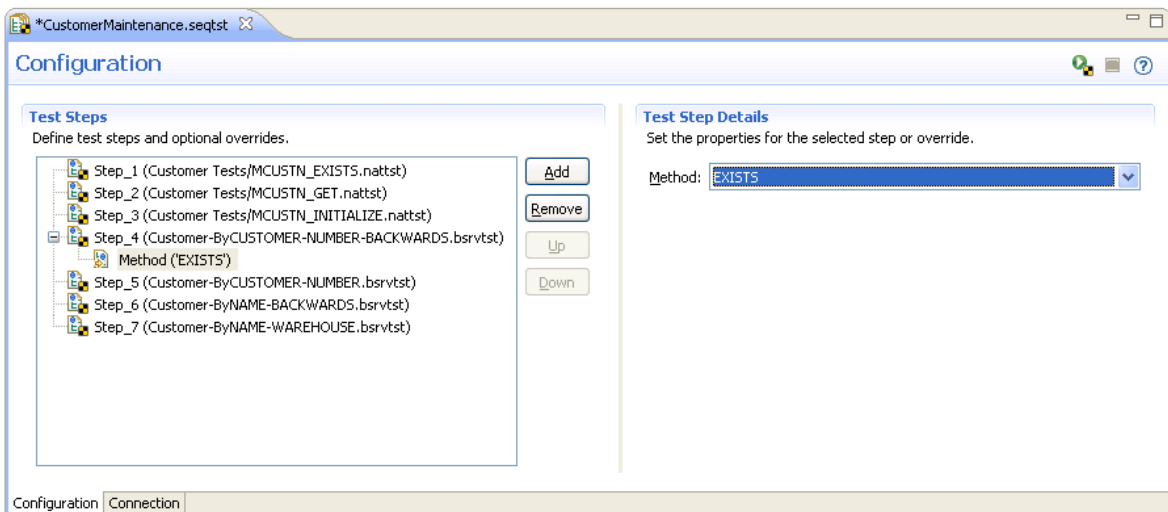 *CustomerMaintenance.seqtst
Configuration
Test Steps
Define test steps and optional overrides.
Step_1 (Customer Tests/MCUSTN_EXISTS.nattst)
Step_2 (Customer Tests/MCUSTN_GET.nattst)
Step_3 (Customer Tests/MCUSTN_INITIALIZE.nattst)
Step_4 (Customer-ByCUSTOMER-NUMBER-BACKWARDS.bsrvtst)
Method ('EXISTS')
Step_5 (Customer-ByCUSTOMER-NUMBER.bsrvtst)
Step_6 (Customer-ByNAME-BACKWARDS.bsrvtst)
Step_7 (Customer-ByNAME-WAREHOUSE.bsrvtst)
Add
Remove
Up
Down
Test Step Details
Set the properties for the selected step or override.
Method: EXISTS
Configuration Connection